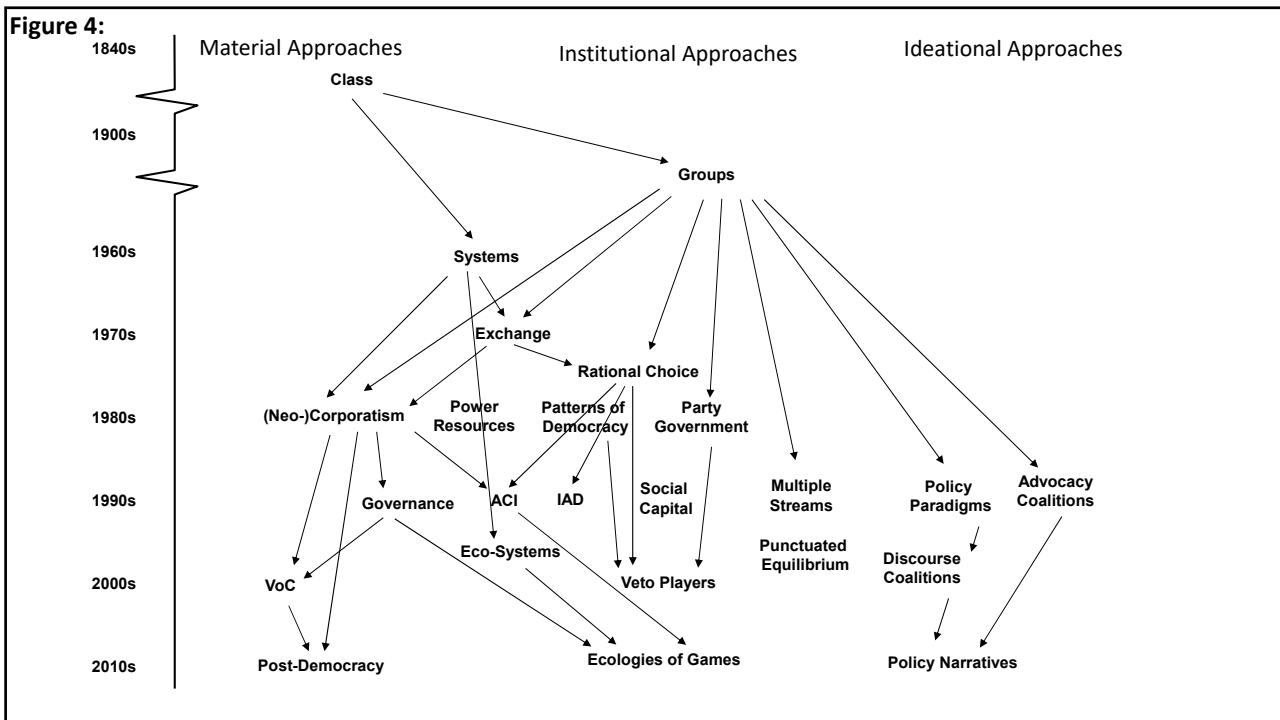 Figure 4:
1840s
Material Approaches
Institutional Approaches
Ideational Approaches
Class
1900s
Groups
1960s
Systems
1970s
Exchange
Rational Choice
1980s
(Neo-)Corporatism
Power
Resources
Patterns of
Democracy
Party
Government
1990s
Governance
ACI
IAD
Social
Capital
Multiple
Streams
Policy
Paradigms
Advocacy
Coalitions
Eco-Systems
Punctuated
Equilibrium
Discourse
Coalitions
2000s
VoC
Veto Players
2010s
Post-Democracy
Ecologies of Games
Policy Narratives